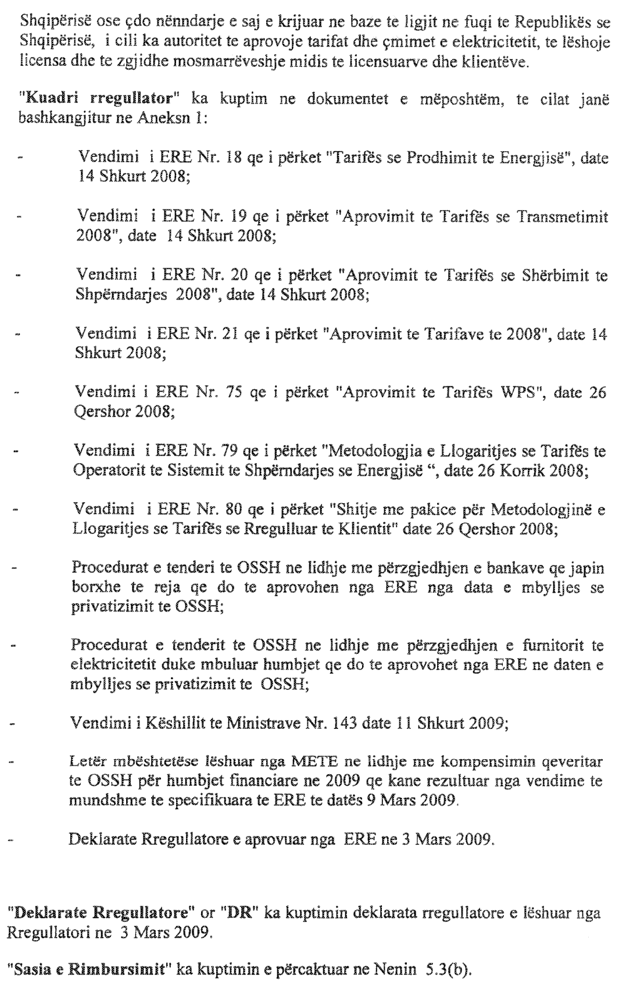 Shqipërisë ose çdo nënndarje e saj e krijuar ne baze te ligjit ne fuqi te Republikës se
Shqipërisë, i cili ka autoritet te aprovoje tarifat dhe çmimet e elektricitetit, te lëshoje
licensa dhe te zgjidhe mosmarrëveshje midis te licensuarve dhe klientëve.
"Kuadri rregullator" ka kuptim ne dokumentet e mëposhtëm, te cilat janë
bashkangjitur ne Aneksn 1:
- Vendimi i ERE Nr. 18 qe i përket "Tarifës se Prodhimit te Energjisë", date
14 Shkurt 2008;
- Vendimi i ERE Nr. 19 qe i përket "Aprovimit te Tarifës se Transmetimit
2008", date 14 Shkurt 2008;
- Vendimi i ERE Nr. 20 qe i përket "Aprovimit te Tarifës se Shërbimit te
Shpërndarjes 2008", date 14 Shkurt 2008;
- Vendimi i ERE Nr. 21 qe i përket "Aprovimit te Tarifave te 2008", date 14
Shkurt 2008;
- Vendimi i ERE Nr. 75 qe i përket "Aprovimit te Tarifës WPS", date 26
Qershor 2008;
- Vendimi i ERE Nr. 79 qe i përket "Metodologjia e Llogaritjes se Tarifës te
Operatorit te Sistemit te Shpërndarjes se Energjisë “, date 26 Korrik 2008;
- Vendimi i ERE Nr. 80 qe i përket "Shitje me pakice për Metodologjinë e
Llogaritjes se Tarifës se Rregulluar te Klientit" date 26 Qershor 2008;
- Procedurat e tenderi te OSSH ne lidhje me përzgjedhjen e bankave qe japin
borxhe te reja qe do te aprovohen nga ERE nga data e mbylljes se
privatizimit te OSSH;
- Procedurat e tenderit te OSSH ne lidhje me përzgjedhjen e furnitorit te
elektricitetit duke mbuluar humbjet qe do te aprovohet nga ERE ne daten e
mbylljes se privatizimit te OSSH;
- Vendimi i Këshillit te Ministrave Nr. 143 date 11 Shkurt 2009;
- Letër mbështetëse lëshuar nga METE ne lidhje me kompensimin qeveritar
te OSSH për humbjet financiare ne 2009 qe kane rezultuar nga vendime te
mundshme te specifikuara te ERE te datës 9 Mars 2009.
- Deklarate Rregullatore e aprovuar nga ERE ne 3 Mars 2009.
"Deklarate Rregullatore" or "DR" ka kuptimin deklarata rregullatore e lëshuar nga
Rregullatori ne 3 Mars 2009.
"Sasia e Rimbursimit" ka kuptimin e përcaktuar ne Nenin 5.3(b).